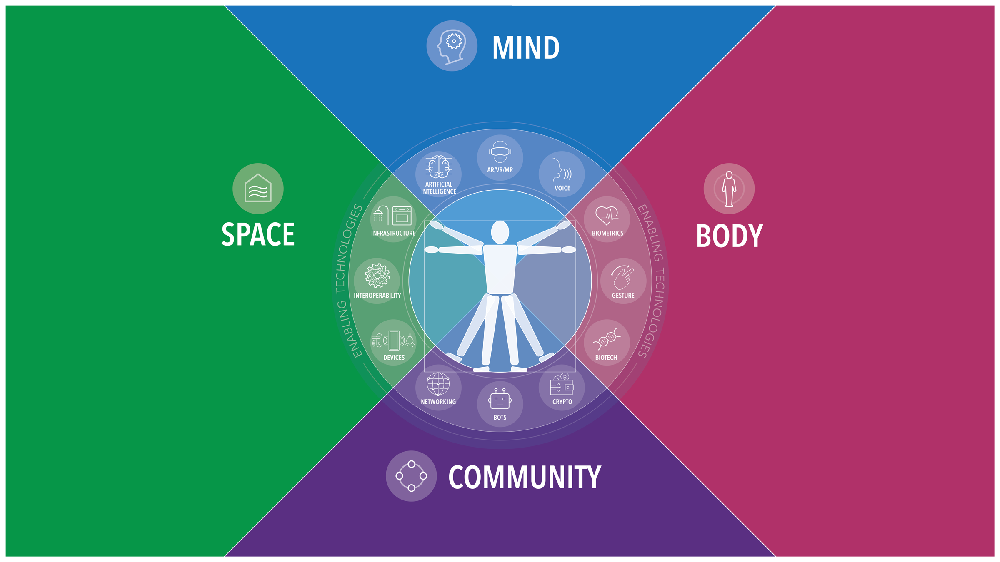 MIND
SPACE
BODY
ENABLING TECHNOLOGIES
ENABLING TECHNOLOGIES
ARTIFICIAL
INTELLIGENCE
AR/VR/MR
VOICE
BIOMETRICS
GESTURE
BIOTECH
CRYPTO
BOTS
NETWORKING
DEVICES
INTEROPERABILITY
INFRASTRUCTURE
COMMUNITY